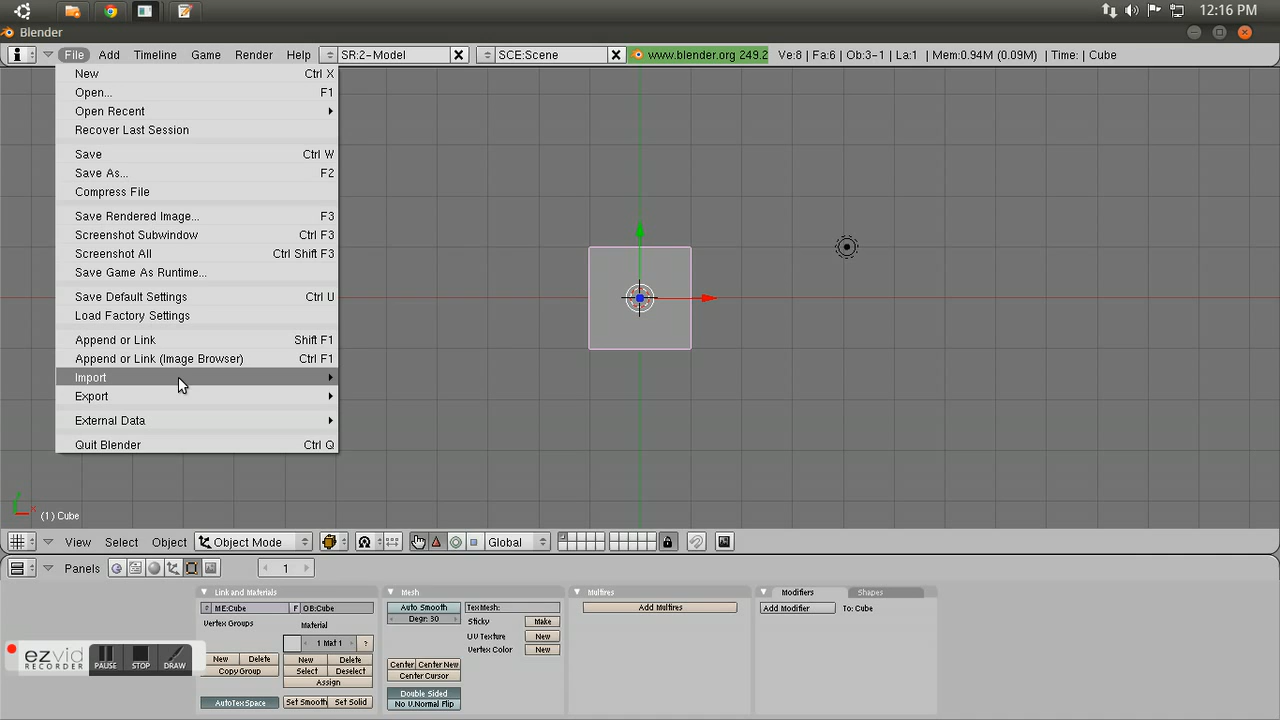 12:16 PM
Blender
File Add Timeline Game Render Help SR:2-Model SCE:Scene www.blender.org 249.2 Ve:8 | Fa:6 | Ob:3-1 | La:1 | Mem:0.94M (0.09M) | Time: | Cube
New Ctrl X
Open... F1
Open Recent
Recover Last Session
Save Ctrl W
Save As... F2
Compress File
Save Rendered Image... F3
Screenshot Subwindow Ctrl F3
Screenshot All Ctrl Shift F3
Save Game As Runtime...
Save Default Settings Ctrl U
Load Factory Settings
Append or Link Shift F1
Append or Link (Image Browser) Ctrl F1
Import
Export
External Data
Quit Blender Ctrl Q
(1) Cube
View Select Object Object Mode Global
Panels 1
Link and Materials Mesh Multires Modifiers Shapes
ME:Cube F OB:Cube Auto Smooth TexMesh: Add Multires Add Modifier To: Cube
Vertex Groups Material Degr: 30 Sticky Make
1 Mat 1 ? UV Texture New
Vertex Color New
New Delete New Delete Center Center New
Copy Group Select Deselect Center Cursor
Assign
Double Sided
AutoTexSpace Set Smooth Set Solid No V.Normal Flip
ezvid
RECORDER
PAUSE STOP DRAW